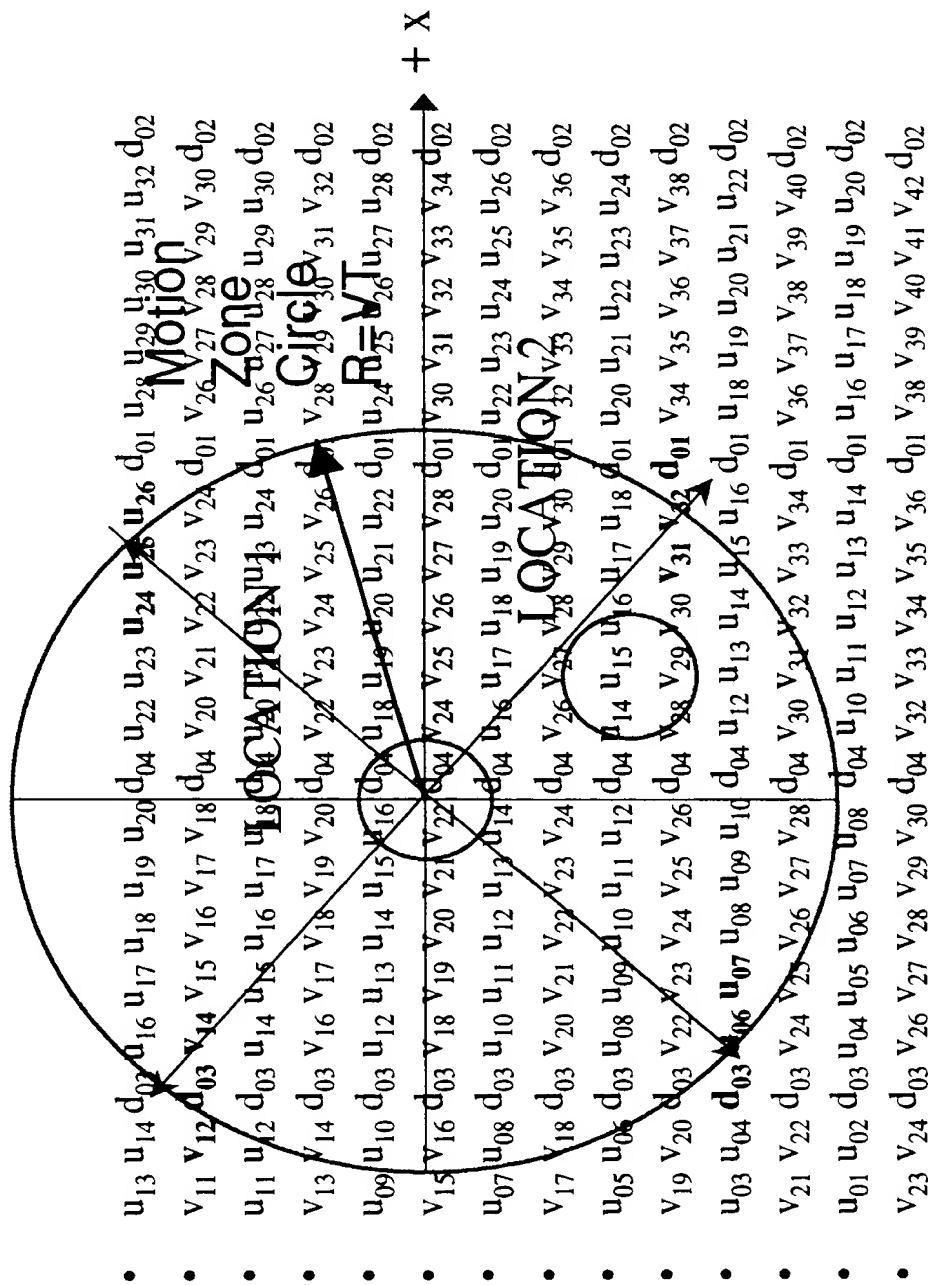 • u13 u14 d03 u16 u17 u18 u19 u20 d04 u22 u23 u24 u25 u26 d01 u28 u29 u30 u31 u32 d02
Motion
• v11 v12 d03 v14 v15 v16 v17 v18 d04 v20 v21 v22 v23 v24 d01 v26 v27 v28 v29 v30 d02
Zone
• u11 u12 d03 u14 u15 u16 u17 u18 d04 u20 u22 u23 u24 d01 u26 u27 u28 u29 u30 d02
LOCATION 1
Circle
• v13 v14 d03 v16 v17 v18 v19 v20 d04 v22 v23 v24 v25 v26 d01 v28 v29 v30 v31 v32 d02
R=VT
• u09 u10 d03 u12 u13 u14 u15 u16 d04 u18 u19 u20 u21 u22 d01 u24 u25 u26 u27 u28 d02
• v15 v16 d03 v18 v19 v20 v21 v22 d04 v24 v25 v26 v27 v28 d01 v30 v31 v32 v33 v34 d02 + X
• u07 u08 d03 u10 u11 u12 u13 u14 d04 u16 u17 u18 u19 u20 d01 u22 u23 u24 u25 u26 d02
LOCATION 2
• v17 v18 d03 v20 v21 v22 v23 v24 d04 v26 v27 v28 v29 v30 d01 v32 v33 v34 v35 v36 d02
• u05 u06 d03 u08 u09 u10 u11 u12 d04 u14 u15 u16 u17 u18 d01 u20 u21 u22 u23 u24 d02
• v19 v20 d03 v22 v23 v24 v25 v26 d04 v28 v29 v30 v31 v32 d01 v34 v35 v36 v37 v38 d02
• u03 u04 d03 u06 u07 u08 u09 u10 d04 u12 u13 u14 u15 u16 d01 u18 u19 u20 u21 u22 d02
• v21 v22 d03 v24 v25 v26 v27 v28 d04 v30 v31 v32 v33 v34 d01 v36 v37 v38 v39 v40 d02
• u01 u02 d03 u04 u05 u06 u07 u08 d04 u10 u11 u12 u13 u14 d01 u16 u17 u18 u19 u20 d02
• v23 v24 d03 v26 v27 v28 v29 v30 d04 v32 v33 v34 v35 v36 d01 v38 v39 v40 v41 v42 d02